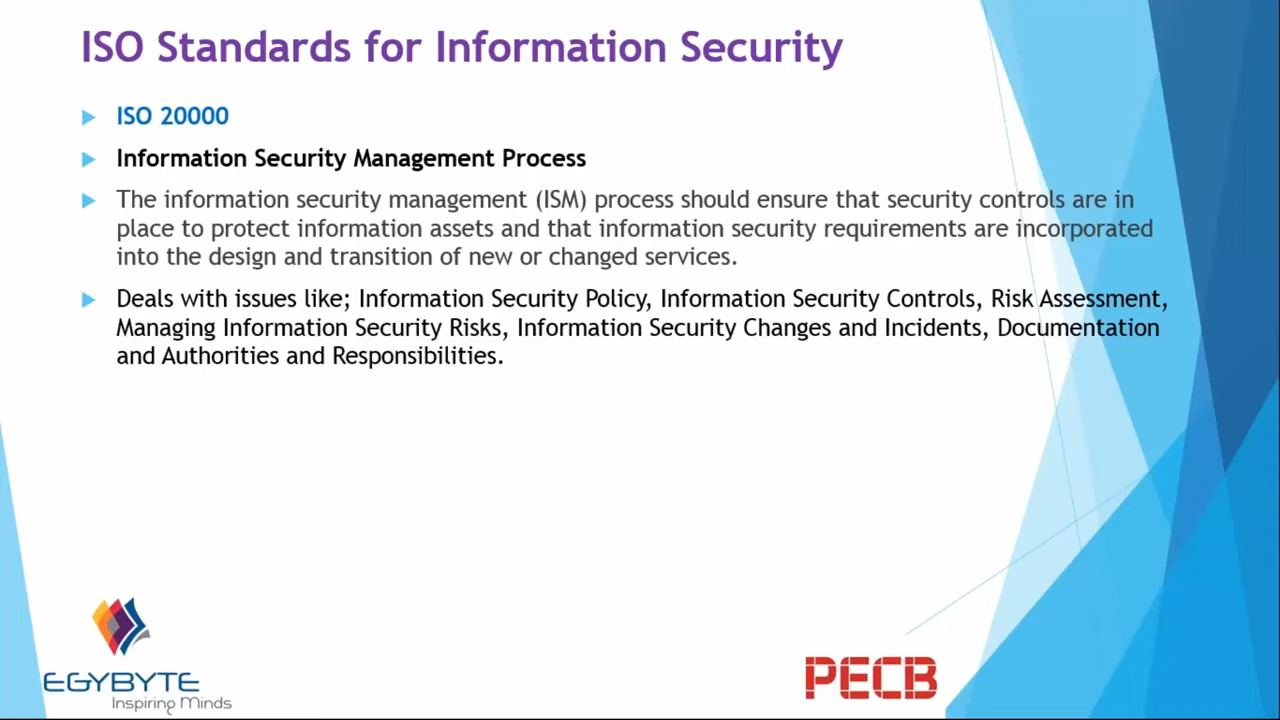 ISO Standards for Information Security
ISO 20000
Information Security Management Process
The information security management (ISM) process should ensure that security controls are in
place to protect information assets and that information security requirements are incorporated
into the design and transition of new or changed services.
Deals with issues like; Information Security Policy, Information Security Controls, Risk Assessment,
Managing Information Security Risks, Information Security Changes and Incidents, Documentation
and Authorities and Responsibilities.
EGYBYTE
Inspiring Minds
PECB